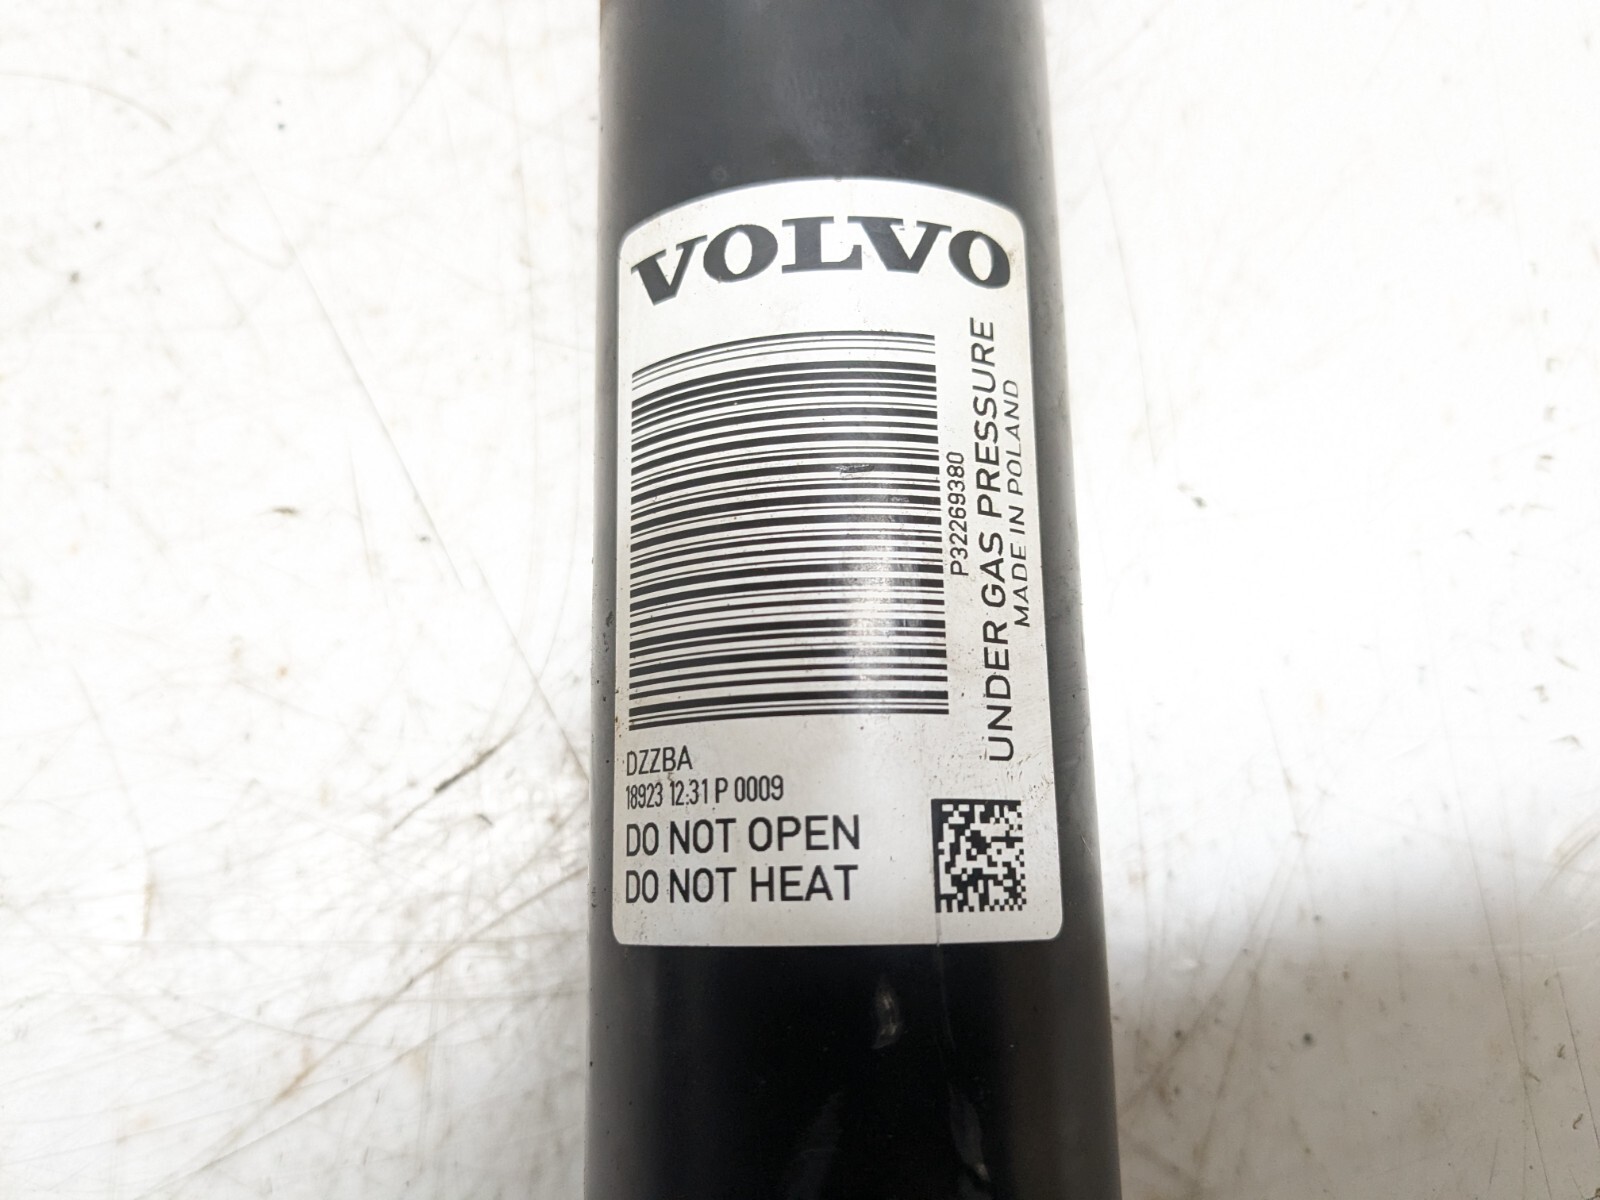 VOLVO
P32269380
UNDER GAS PRESSURE
MADE IN POLAND
DZZBA
18923 12:31 P 0009
DO NOT OPEN
DO NOT HEAT